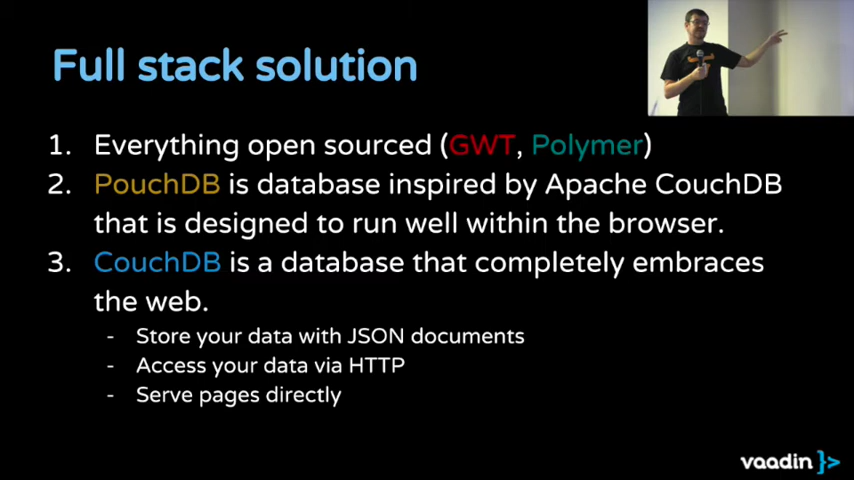 Full stack solution
1. Everything open sourced (GWT, Polymer)
2. PouchDB is database inspired by Apache CouchDB
that is designed to run well within the browser.
3. CouchDB is a database that completely embraces
the web.
- Store your data with JSON documents
- Access your data via HTTP
- Serve pages directly
vaadin }>